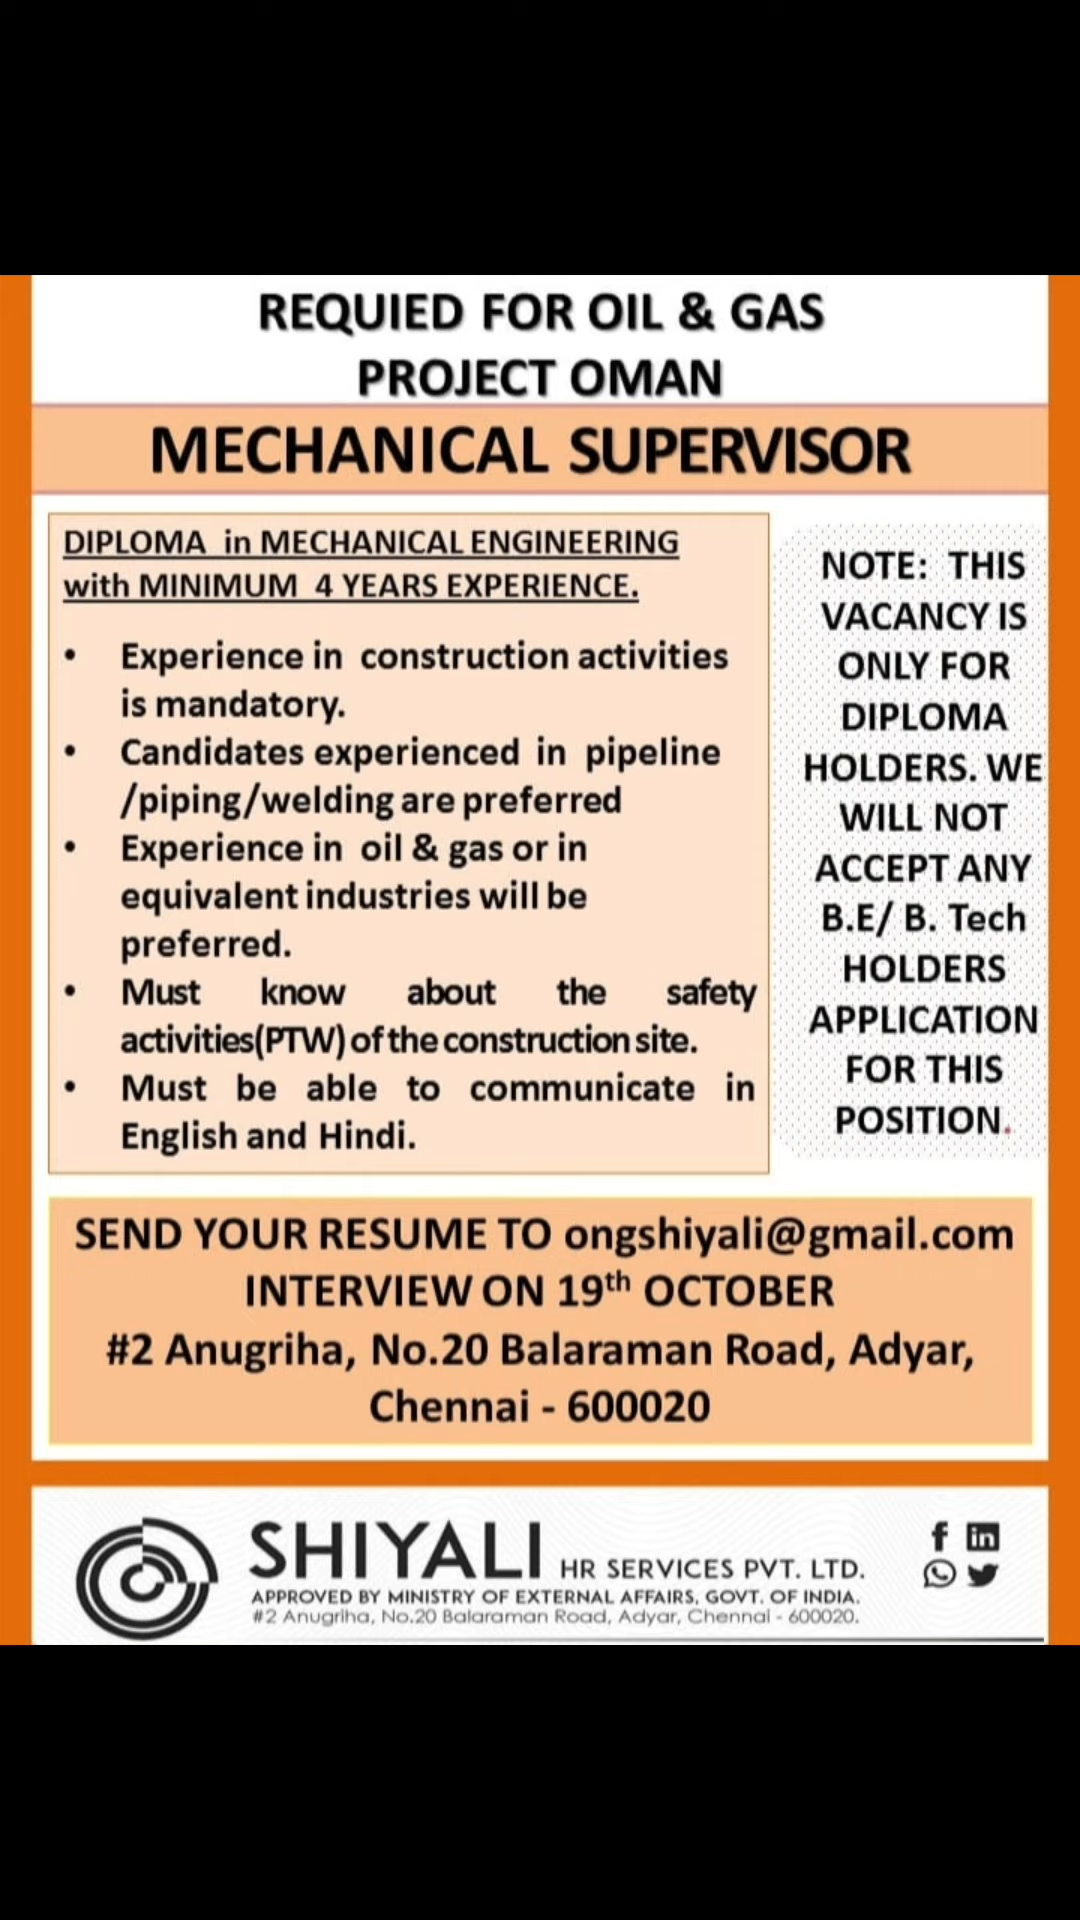 REQUIED FOR OIL & GAS
PROJECT OMAN
MECHANICAL SUPERVISOR
DIPLOMA in MECHANICAL ENGINEERING
with MINIMUM 4 YEARS EXPERIENCE.
• Experience in construction activities
is mandatory.
• Candidates experienced in pipeline
/piping/welding are preferred
• Experience in oil & gas or in
equivalent industries will be
preferred.
• Must know about the safety
activities(PTW) of the construction site.
• Must be able to communicate in
English and Hindi.
NOTE: THIS
VACANCY IS
ONLY FOR
DIPLOMA
HOLDERS. WE
WILL NOT
ACCEPT ANY
B.E/ B. Tech
HOLDERS
APPLICATION
FOR THIS
POSITION.
SEND YOUR RESUME TO ongshiyali@gmail.com
INTERVIEW ON 19th OCTOBER
#2 Anugriha, No.20 Balaraman Road, Adyar,
Chennai - 600020
SHIYALI HR SERVICES PVT. LTD.
APPROVED BY MINISTRY OF EXTERNAL AFFAIRS, GOVT. OF INDIA.
#2 Anugriha, No.20 Balaraman Road, Adyar, Chennai - 600020.